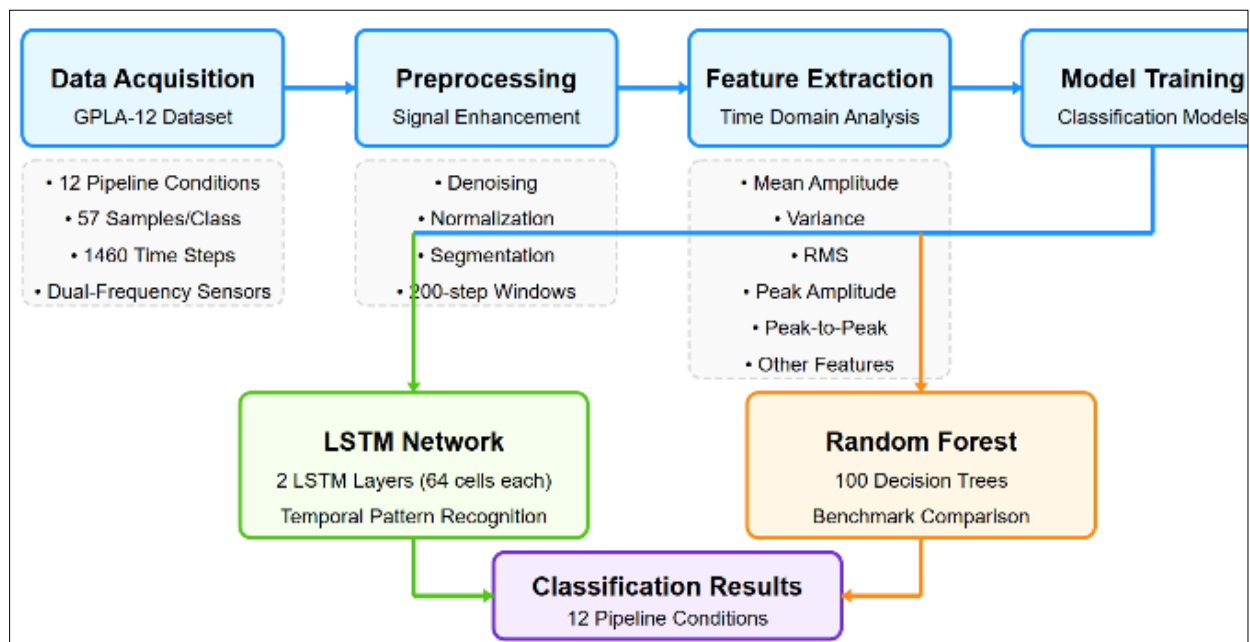 Data Acquisition
GPLA-12 Dataset
Preprocessing
Signal Enhancement
Feature Extraction
Time Domain Analysis
Model Training
Classification Models
• 12 Pipeline Conditions
• 57 Samples/Class
• 1460 Time Steps
• Dual-Frequency Sensors
• Denoising
• Normalization
• Segmentation
• 200-step Windows
• Mean Amplitude
• Variance
• RMS
• Peak Amplitude
• Peak-to-Peak
• Other Features
LSTM Network
2 LSTM Layers (64 cells each)
Temporal Pattern Recognition
Random Forest
100 Decision Trees
Benchmark Comparison
Classification Results
12 Pipeline Conditions